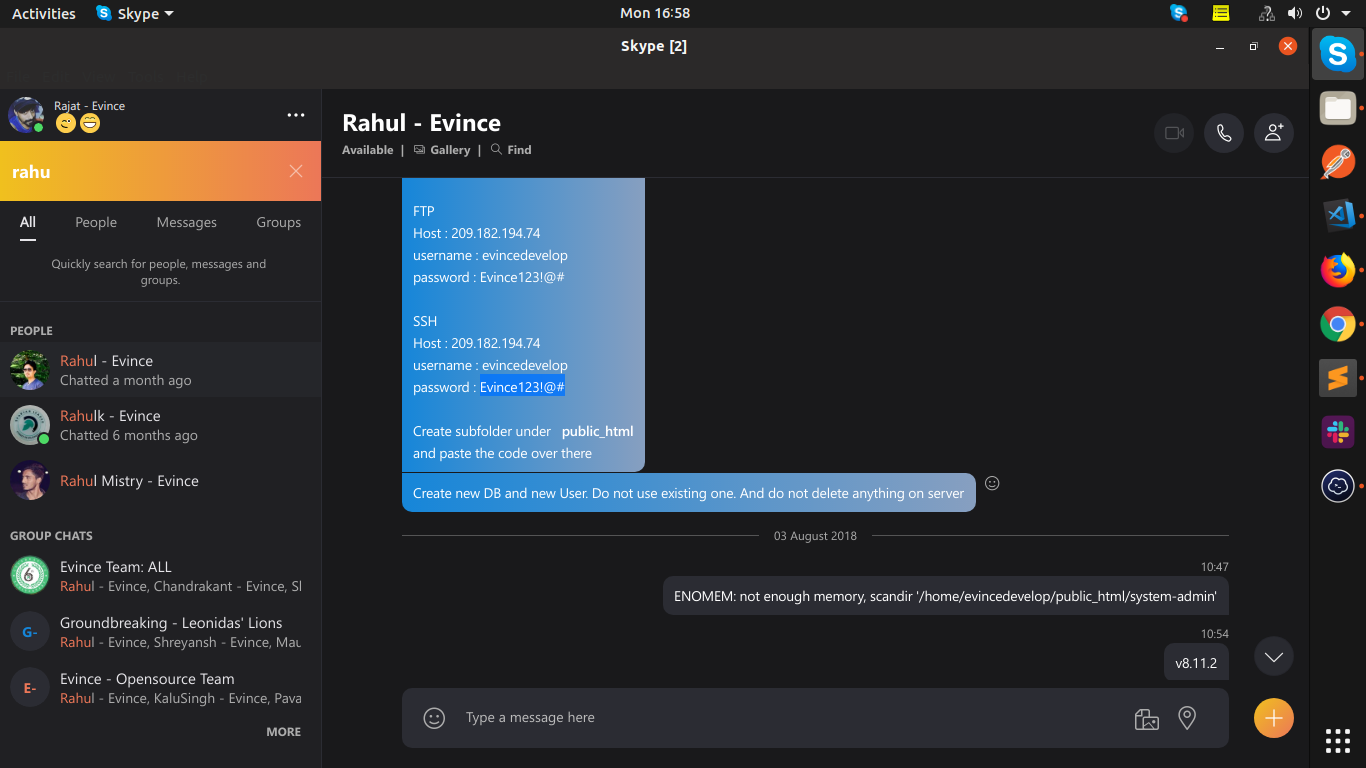 Activities
Skype
Mon 16:58
Skype [2]
Rajat - Evince
rahu
All People Messages Groups
Quickly search for people, messages and
groups.
PEOPLE
Rahul - Evince
Chatted a month ago
Rahulk - Evince
Chatted 6 months ago
Rahul Mistry - Evince
GROUP CHATS
Evince Team: ALL
Rahul - Evince, Chandrakant - Evince, Sl
G-
Groundbreaking - Leonidas' Lions
Rahul - Evince, Shreyansh - Evince, Mau
E-
Evince - Opensource Team
Rahul - Evince, KaluSingh - Evince, Pava
MORE
Rahul - Evince
Available | Gallery | Find
FTP
Host : 209.182.194.74
username : evincedevelop
password : Evince123!@#
SSH
Host : 209.182.194.74
username : evincedevelop
password : Evince123!@#
Create subfolder under public_html
and paste the code over there
Create new DB and new User. Do not use existing one. And do not delete anything on server
03 August 2018
10:47
ENOMEM: not enough memory, scandir '/home/evincedevelop/public_html/system-admin'
10:54
v8.11.2
Type a message here